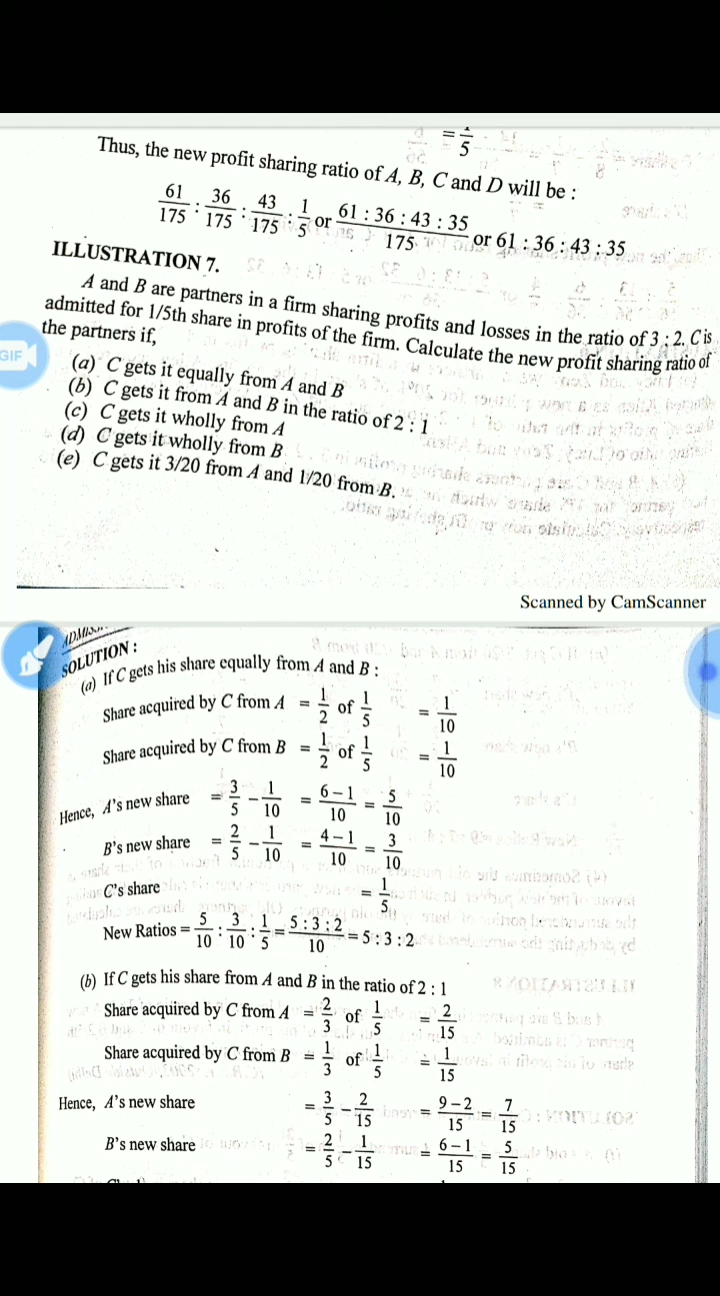 = 1/5
Thus, the new profit sharing ratio of A, B, C and D will be :
61/175 : 36/175 : 43/175 : 1/5 or 61 : 36 : 43 : 35/175 or 61 : 36 : 43 : 35
ILLUSTRATION 7.
A and B are partners in a firm sharing profits and losses in the ratio of 3 : 2. C is
admitted for 1/5th share in profits of the firm. Calculate the new profit sharing ratio of
the partners if,
GIF
(a) C gets it equally from A and B
(b) C gets it from A and B in the ratio of 2 : 1
(c) C gets it wholly from A
(d) C gets it wholly from B
(e) C gets it 3/20 from A and 1/20 from B.
Scanned by CamScanner
SOLUTION :
(a) If C gets his share equally from A and B :
Share acquired by C from A = 1/2 of 1/5 = 1/10
Share acquired by C from B = 1/2 of 1/5 = 1/10
Hence, A's new share = 3/5 − 1/10 = 6 − 1/10 = 5/10
B's new share = 2/5 − 1/10 = 4 − 1/10 = 3/10
C's share = 1/5
New Ratios = 5/10 : 3/10 : 1/5 = 5 : 3 : 2/10 = 5 : 3 : 2
(b) If C gets his share from A and B in the ratio of 2 : 1
Share acquired by C from A = 2/3 of 1/5 = 2/15
Share acquired by C from B = 1/3 of 1/5 = 1/15
Hence, A's new share = 3/5 − 2/15 = 9 − 2/15 = 7/15
B's new share = 2/5 − 1/15 = 6 − 1/15 = 5/15